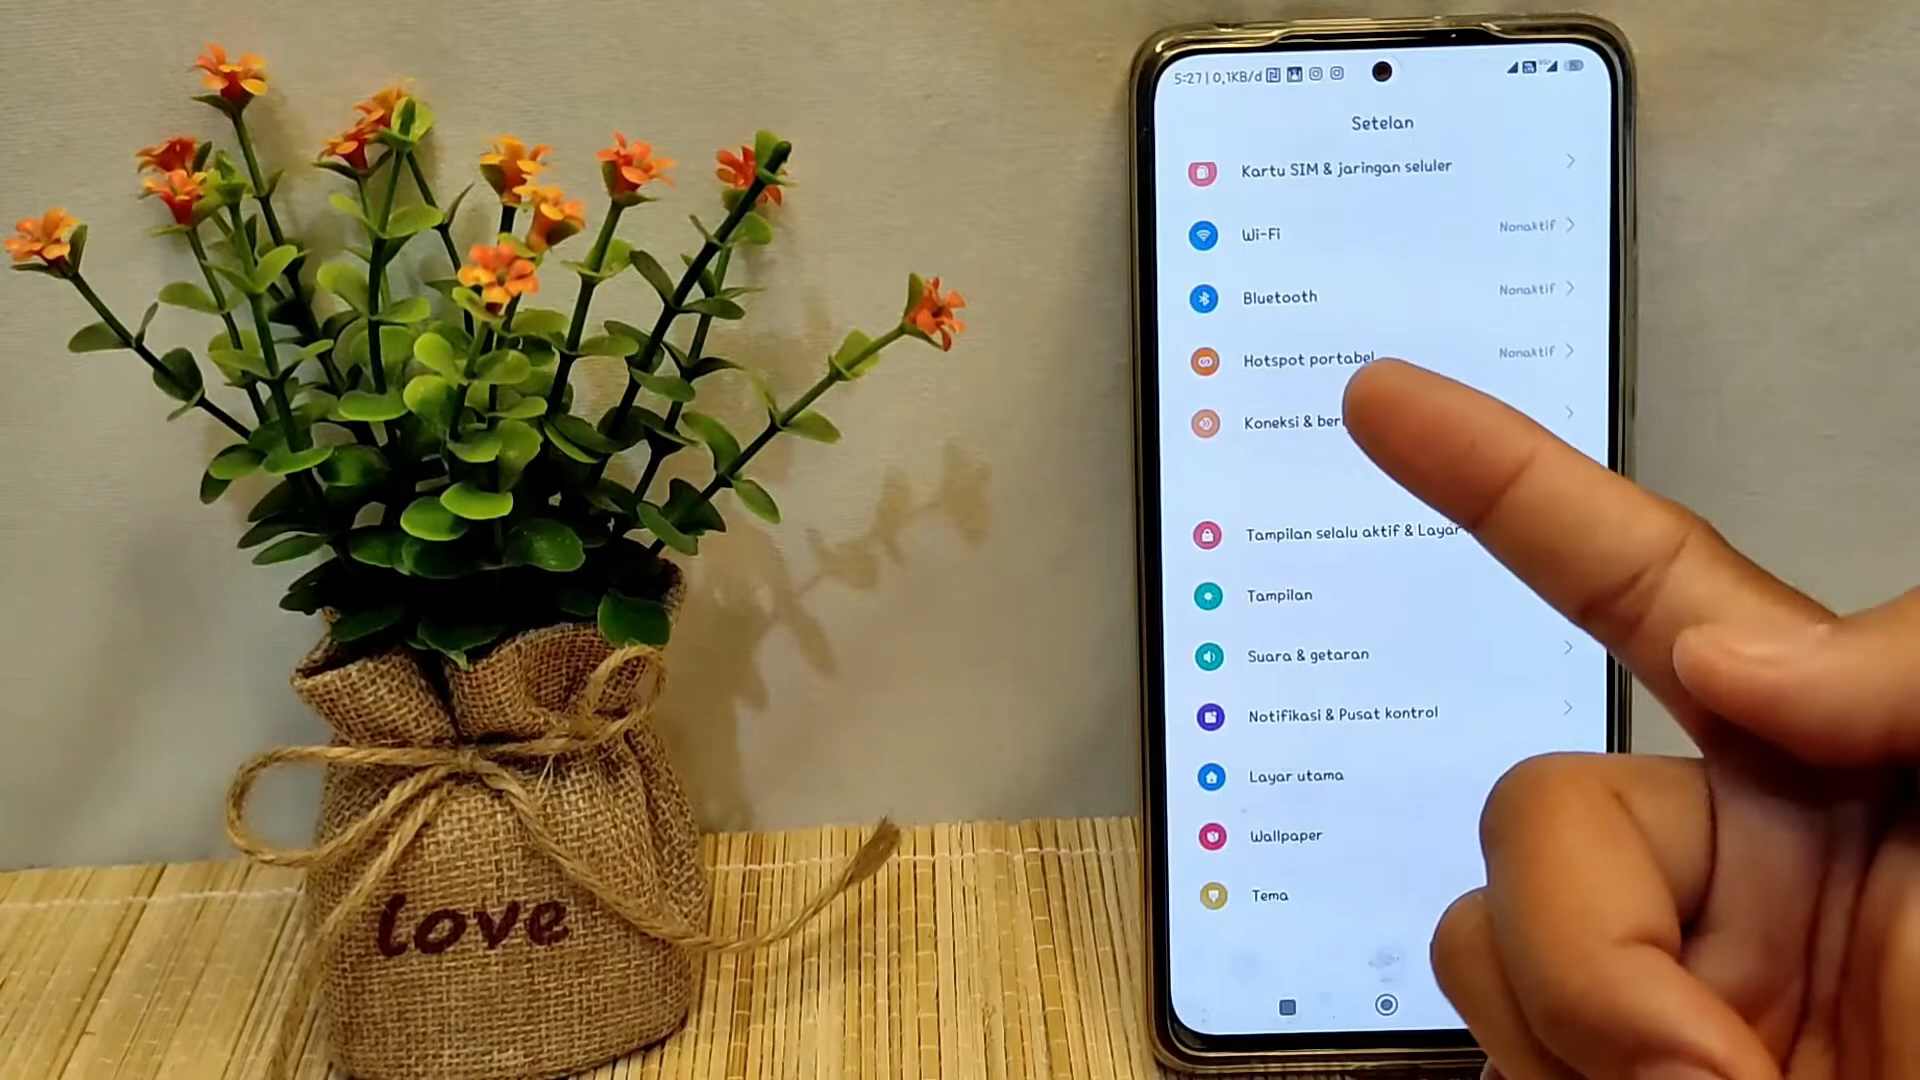 love
5:27 | 0,1KB/d
Setelan
Kartu SIM & jaringan seluler
Wi-Fi Nonaktif
Bluetooth Nonaktif
Hotspot portabel Nonaktif
Koneksi &
Tampilan selalu aktif & Layar
Tampilan
Suara & getaran
Notifikasi & Pusat kontrol
Layar utama
Wallpaper
Tema